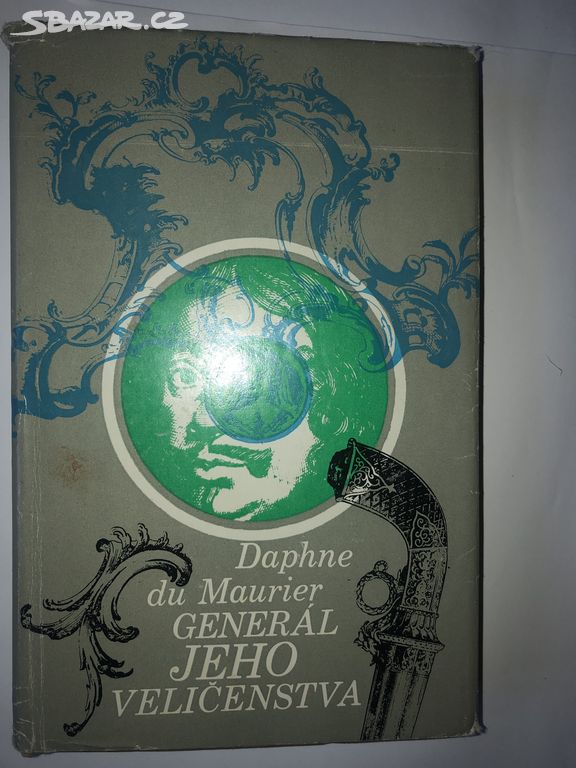 SBAZAR.CZ
Daphne
du Maurier
GENERÁL
JEHO
VELIČENSTVA